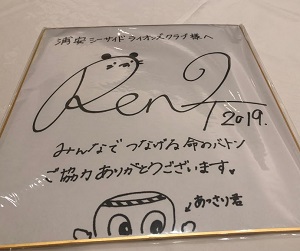 浦安シーサイドライオンズクラブ様へ
Ren
2019.
みんなでつなげる命のバトン
ご協力ありがとうございます
あっさり君